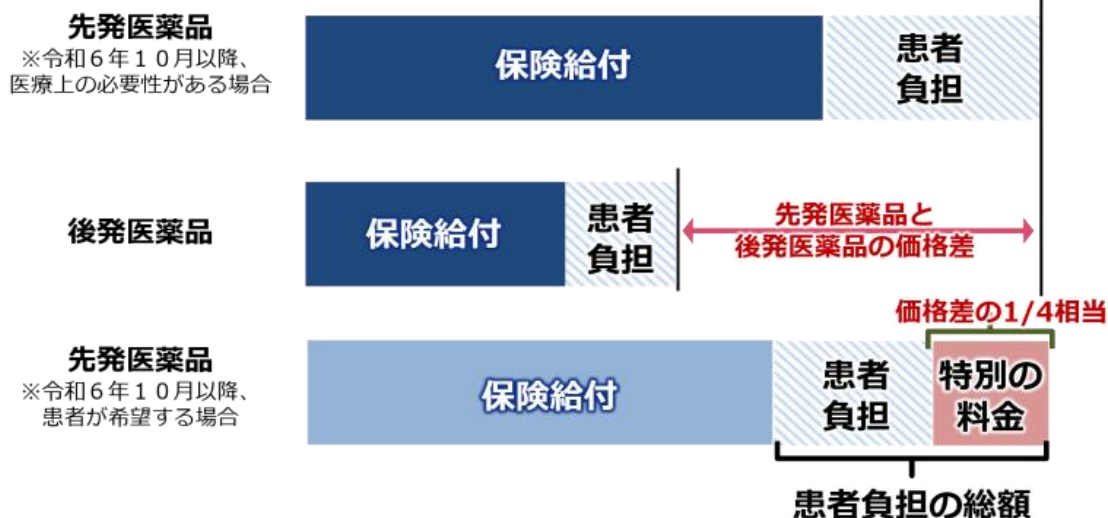 先発医薬品
※令和６年１０月以降、
医療上の必要性がある場合
保険給付
患者
負担
後発医薬品
保険給付
患者
負担
先発医薬品と
後発医薬品の価格差
価格差の1/4相当
先発医薬品
※令和６年１０月以降、
患者が希望する場合
保険給付
患者
負担
特別の
料金
患者負担の総額